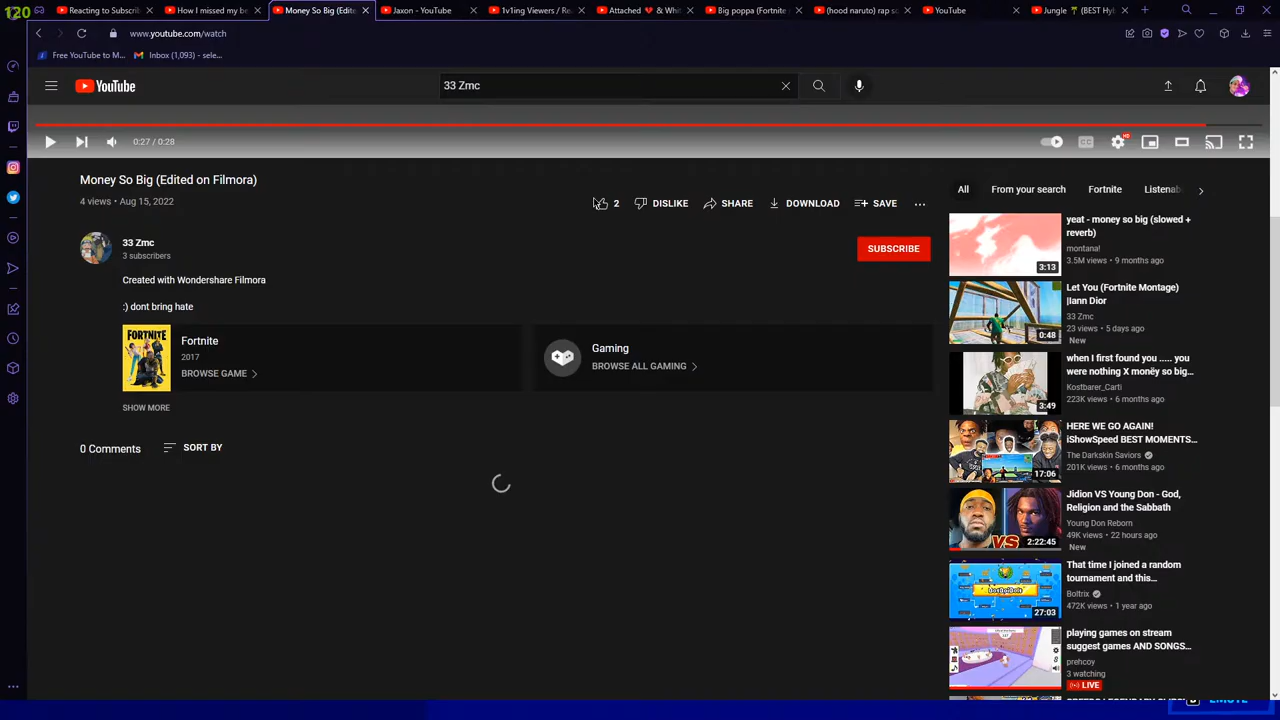 120
Reacting to Subscrib
How I missed my be
Money So Big (Edite
Jaxon - YouTube
1v1ing Viewers / Re
Attached 💔 & Whit
Big poppa (Fortnite
(hood naruto) rap so
YouTube
Jungle 🌴 (BEST Hyb
www.youtube.com/watch
Free YouTube to M...
Inbox (1,093) - sele...
YouTube
33 Zmc
0:27 / 0:28
CC
HD
Money So Big (Edited on Filmora)
4 views • Aug 15, 2022
2
DISLIKE
SHARE
DOWNLOAD
SAVE
33 Zmc
3 subscribers
SUBSCRIBE
Created with Wondershare Filmora
:) dont bring hate
FORTNITE
Fortnite
2017
BROWSE GAME
Gaming
BROWSE ALL GAMING
SHOW MORE
0 Comments
SORT BY
All
From your search
Fortnite
Listenab
3:13
yeat - money so big (slowed +
reverb)
montana!
3.5M views • 9 months ago
0:48
Let You (Fortnite Montage)
|Iann Dior
33 Zmc
23 views • 5 days ago
New
3:49
when I first found you ..... you
were nothing X monëy so big...
Kostbarer_Carti
223K views • 6 months ago
17:06
HERE WE GO AGAIN!
iShowSpeed BEST MOMENTS...
The Darkskin Saviors
201K views • 6 months ago
VS
2:22:45
Jidion VS Young Don - God,
Religion and the Sabbath
Young Don Reborn
49K views • 22 hours ago
New
27:03
That time I joined a random
tournament and this...
Boltrix
472K views • 1 year ago
playing games on stream
suggest games AND SONGS...
prehcoy
3 watching
LIVE
EMOTE